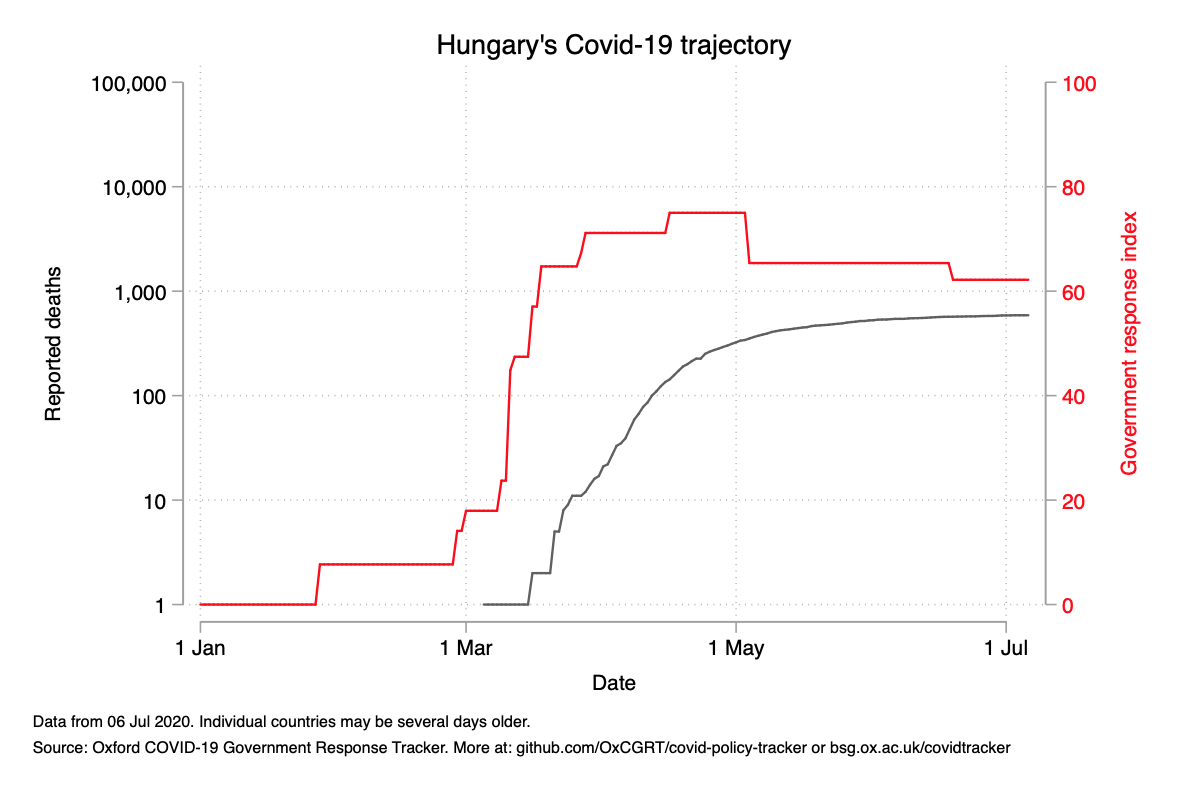 Hungary's Covid-19 trajectory
100,000
10,000
1,000
100
10
1
Reported deaths
100
80
60
40
20
0
Government response index
1 Jan
1 Mar
1 May
1 Jul
Date
Data from 06 Jul 2020. Individual countries may be several days older.
Source: Oxford COVID-19 Government Response Tracker. More at: github.com/OxCGRT/covid-policy-tracker or bsg.ox.ac.uk/covidtracker